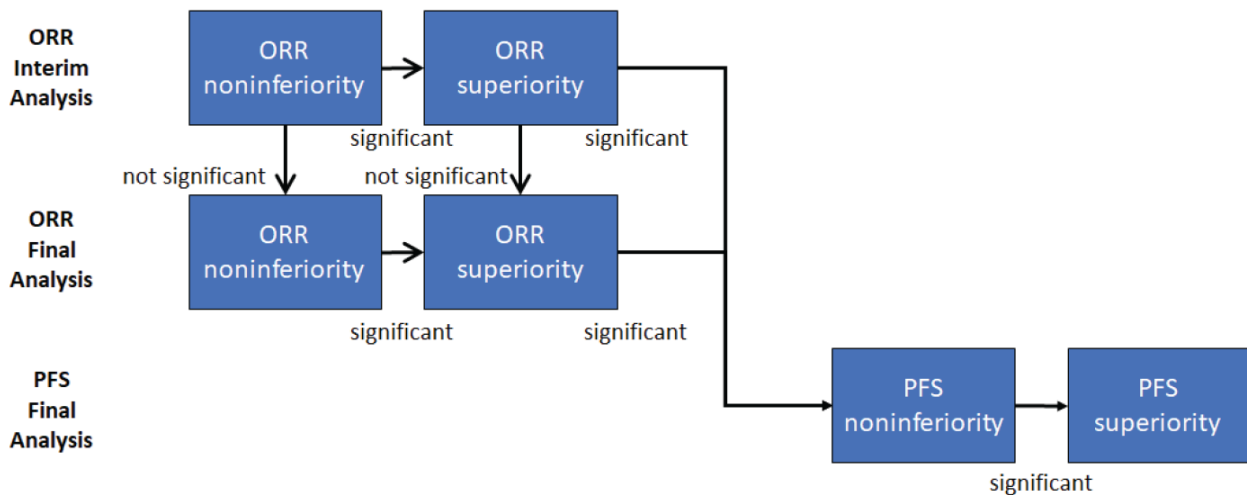 ORR
Interim
Analysis
ORR
noninferiority
ORR
superiority
significant
significant
not significant
not significant
ORR
Final
Analysis
ORR
noninferiority
ORR
superiority
significant
significant
PFS
Final
Analysis
PFS
noninferiority
PFS
superiority
significant